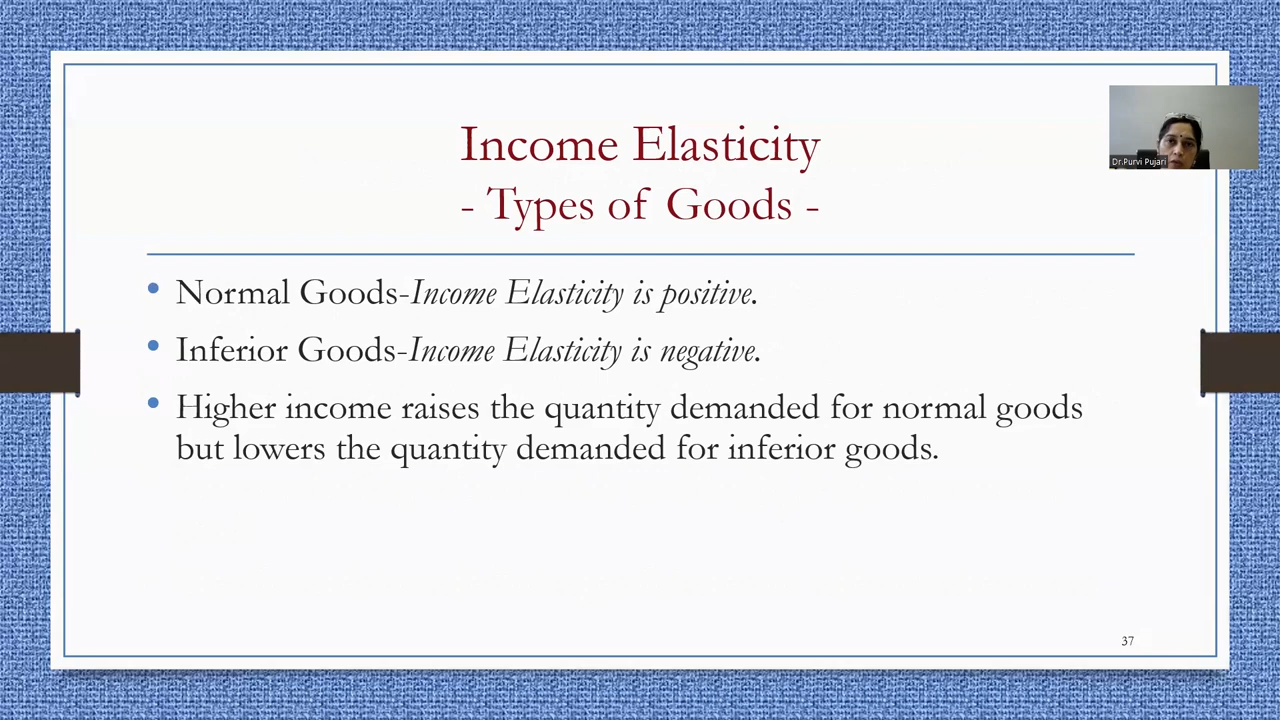 Income Elasticity
- Types of Goods -
Dr.Purvi Pujari
• Normal Goods-Income Elasticity is positive.
• Inferior Goods-Income Elasticity is negative.
• Higher income raises the quantity demanded for normal goods
but lowers the quantity demanded for inferior goods.
37